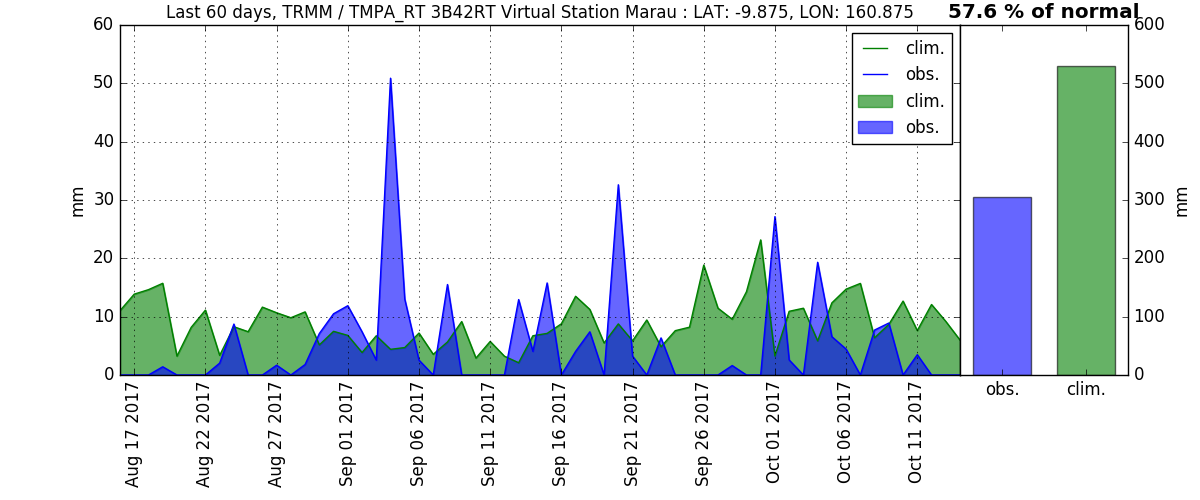 Last 60 days, TRMM / TMPA_RT 3B42RT Virtual Station Marau : LAT: -9.875, LON: 160.875
57.6 % of normal
60
50
40
30
20
10
0
mm
clim.
obs.
clim.
obs.
600
500
400
300
200
100
0
mm
Aug 17 2017
Aug 22 2017
Aug 27 2017
Sep 01 2017
Sep 06 2017
Sep 11 2017
Sep 16 2017
Sep 21 2017
Sep 26 2017
Oct 01 2017
Oct 06 2017
Oct 11 2017
obs.
clim.